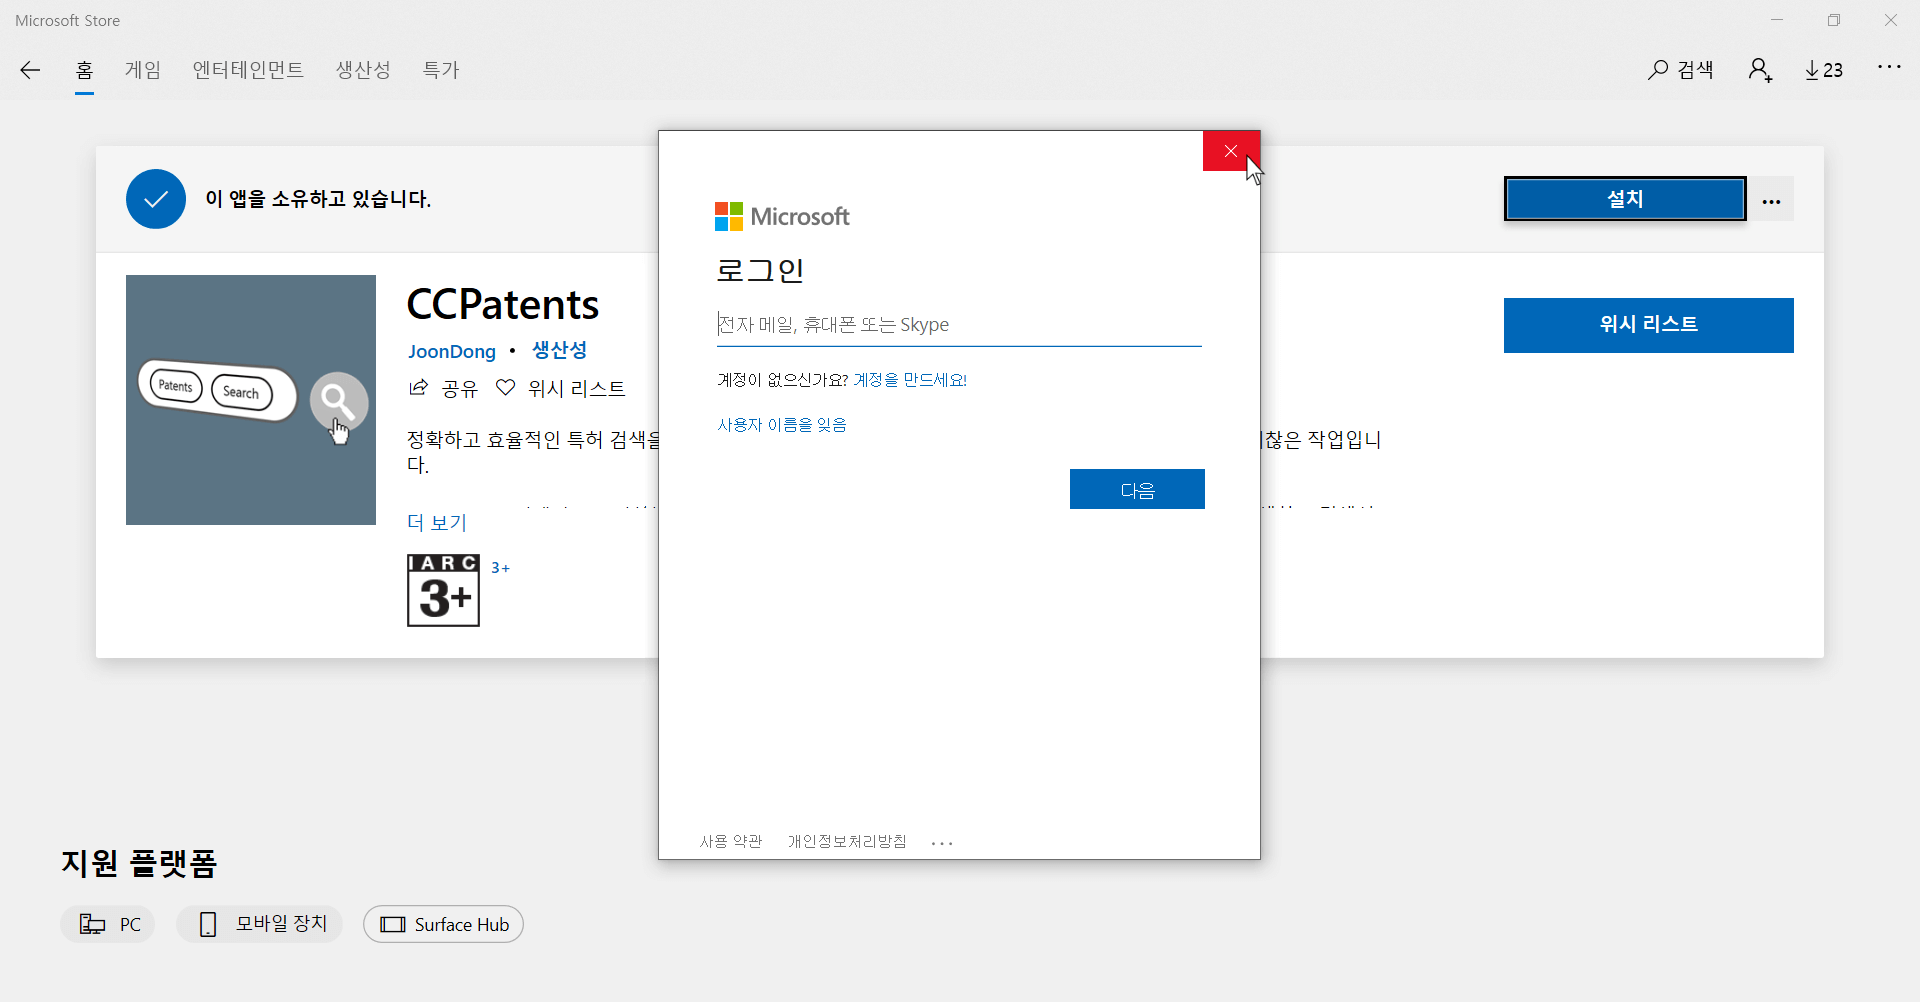 Microsoft Store
홈 게임 엔터테인먼트 생산성 특가
검색
23
이 앱을 소유하고 있습니다.
설치
CCPatents
JoonDong • 생산성
공유 위시 리스트
위시 리스트
Patents
Search
정확하고 효율적인 특허 검색을
괜찮은 작업입니
다.
더 보기
IARC
3+
3+
Microsoft
로그인
전자 메일, 휴대폰 또는 Skype
계정이 없으신가요? 계정을 만드세요!
사용자 이름을 잊음
다음
사용 약관 개인정보처리방침
지원 플랫폼
PC
모바일 장치
Surface Hub